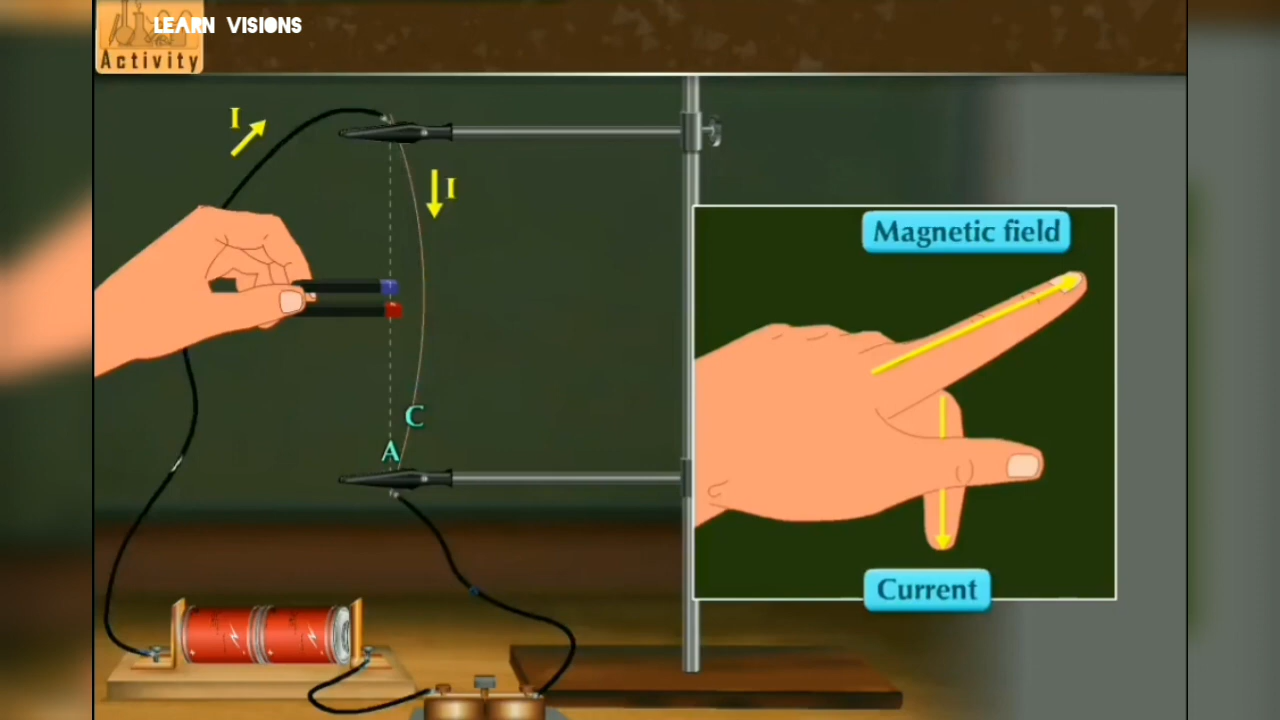 LEARN VISIONS
Activity
I
I
Magnetic field
C
A
Current